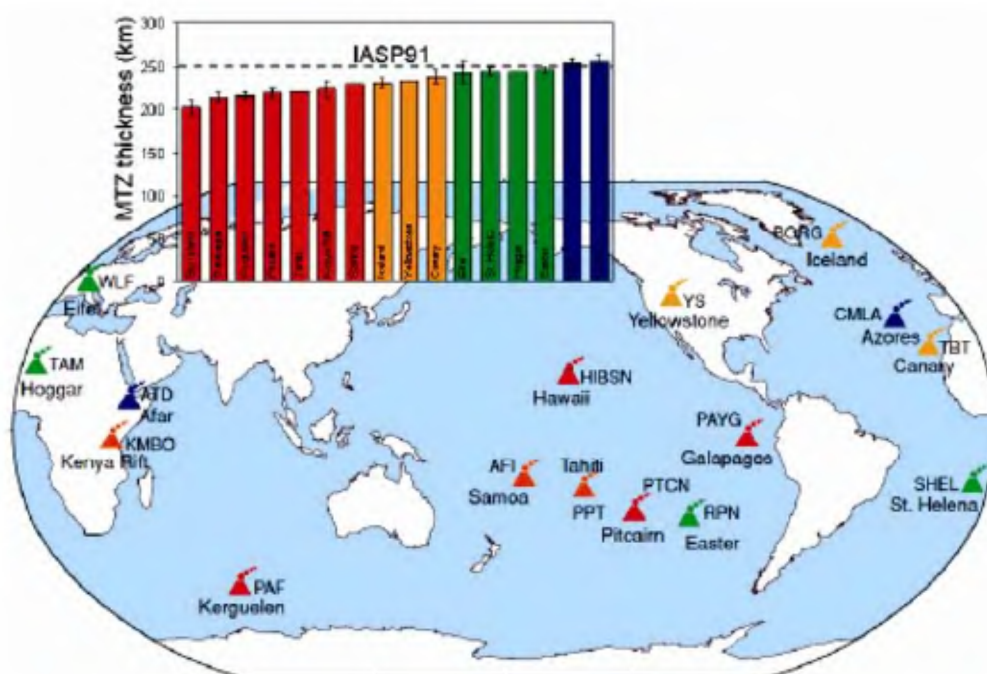 300
250
200
150
100
MTZ thickness (km)
IASP91
Iceland
Yellowstone
Canary
St. Helena
BORG
Iceland
WLF
Eifel
YS
Yellowstone
CMLA
Azores
TBT
Canary
TAM
Hoggar
ATD
Afar
HIBSN
Hawaii
KMBO
Kenya Rift
PAYG
Galapagos
AFI
Samoa
Tahiti
PPT
PTCN
Pitcairn
RPN
Easter
SHEL
St. Helena
PAF
Kerguelen